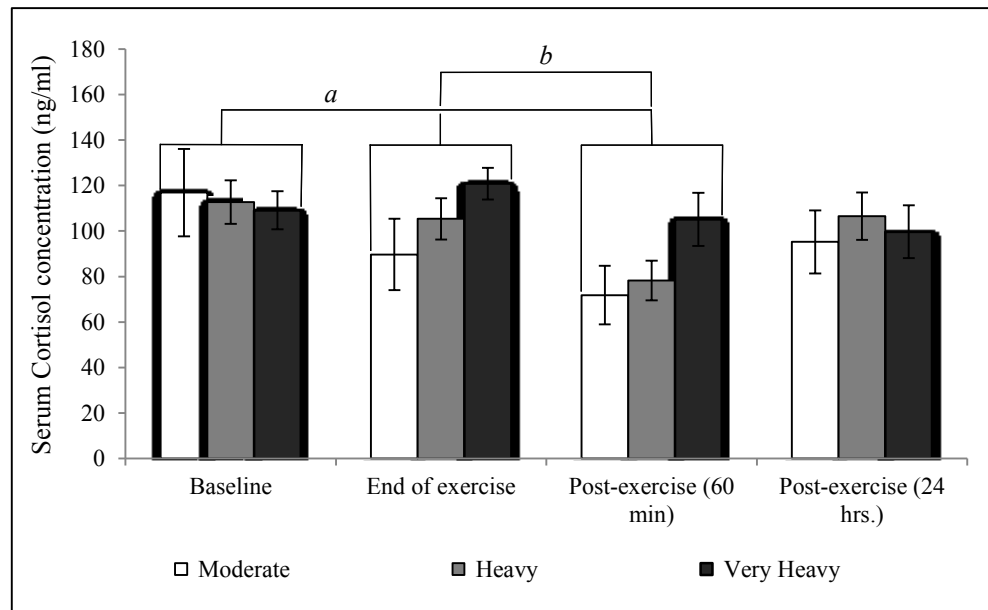 Serum Cortisol concentration (ng/ml)
180
160
140
120
100
80
60
40
20
0
a
b
Baseline
End of exercise
Post-exercise (60
min)
Post-exercise (24
hrs.)
Moderate
Heavy
Very Heavy